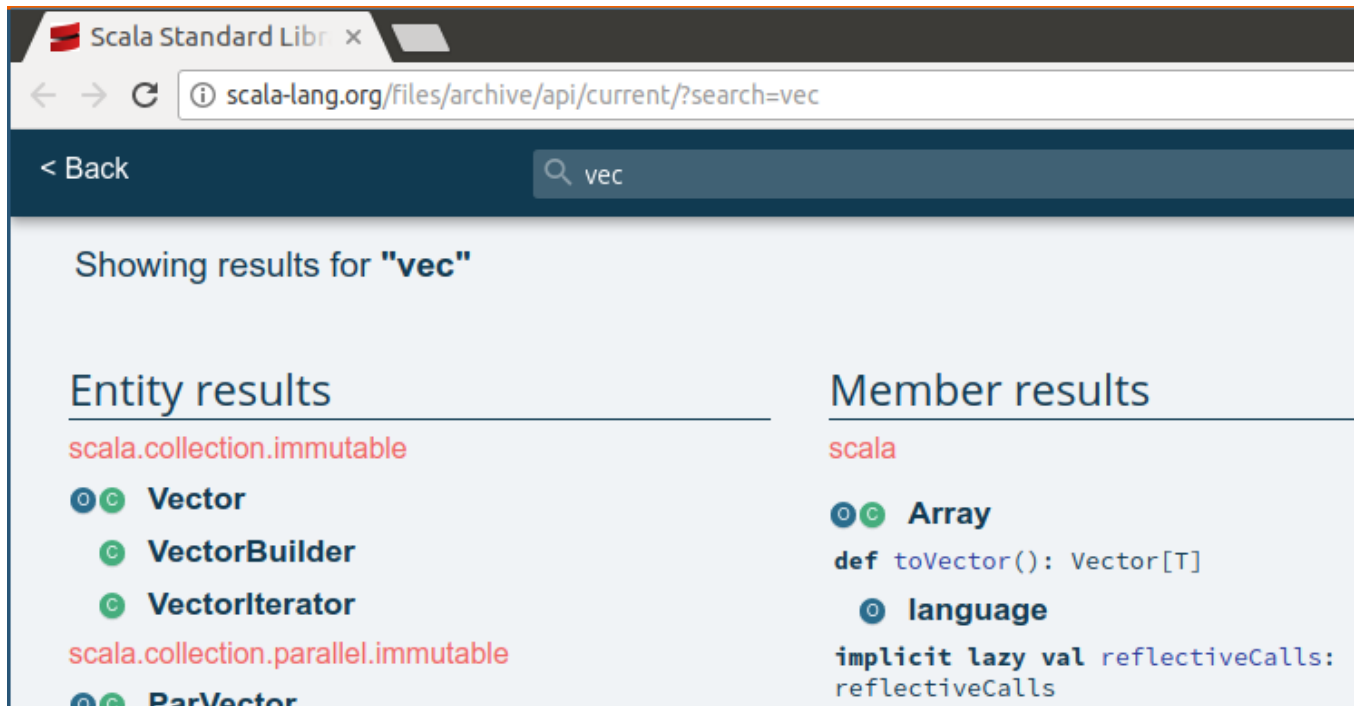 Scala Standard Libr
scala-lang.org/files/archive/api/current/?search=vec
< Back
vec
Showing results for "vec"
Entity results
scala.collection.immutable
O C Vector
C VectorBuilder
C VectorIterator
scala.collection.parallel.immutable
O C ParVector
Member results
scala
O C Array
def toVector(): Vector[T]
O language
implicit lazy val reflectiveCalls:
reflectiveCalls